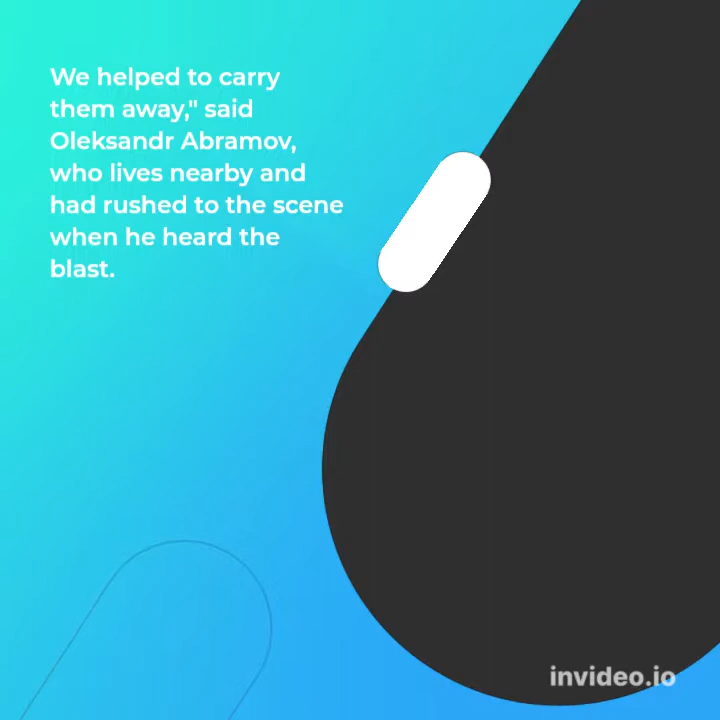 We helped to carry
them away," said
Oleksandr Abramov,
who lives nearby and
had rushed to the scene
when he heard the
blast.
invideo.io